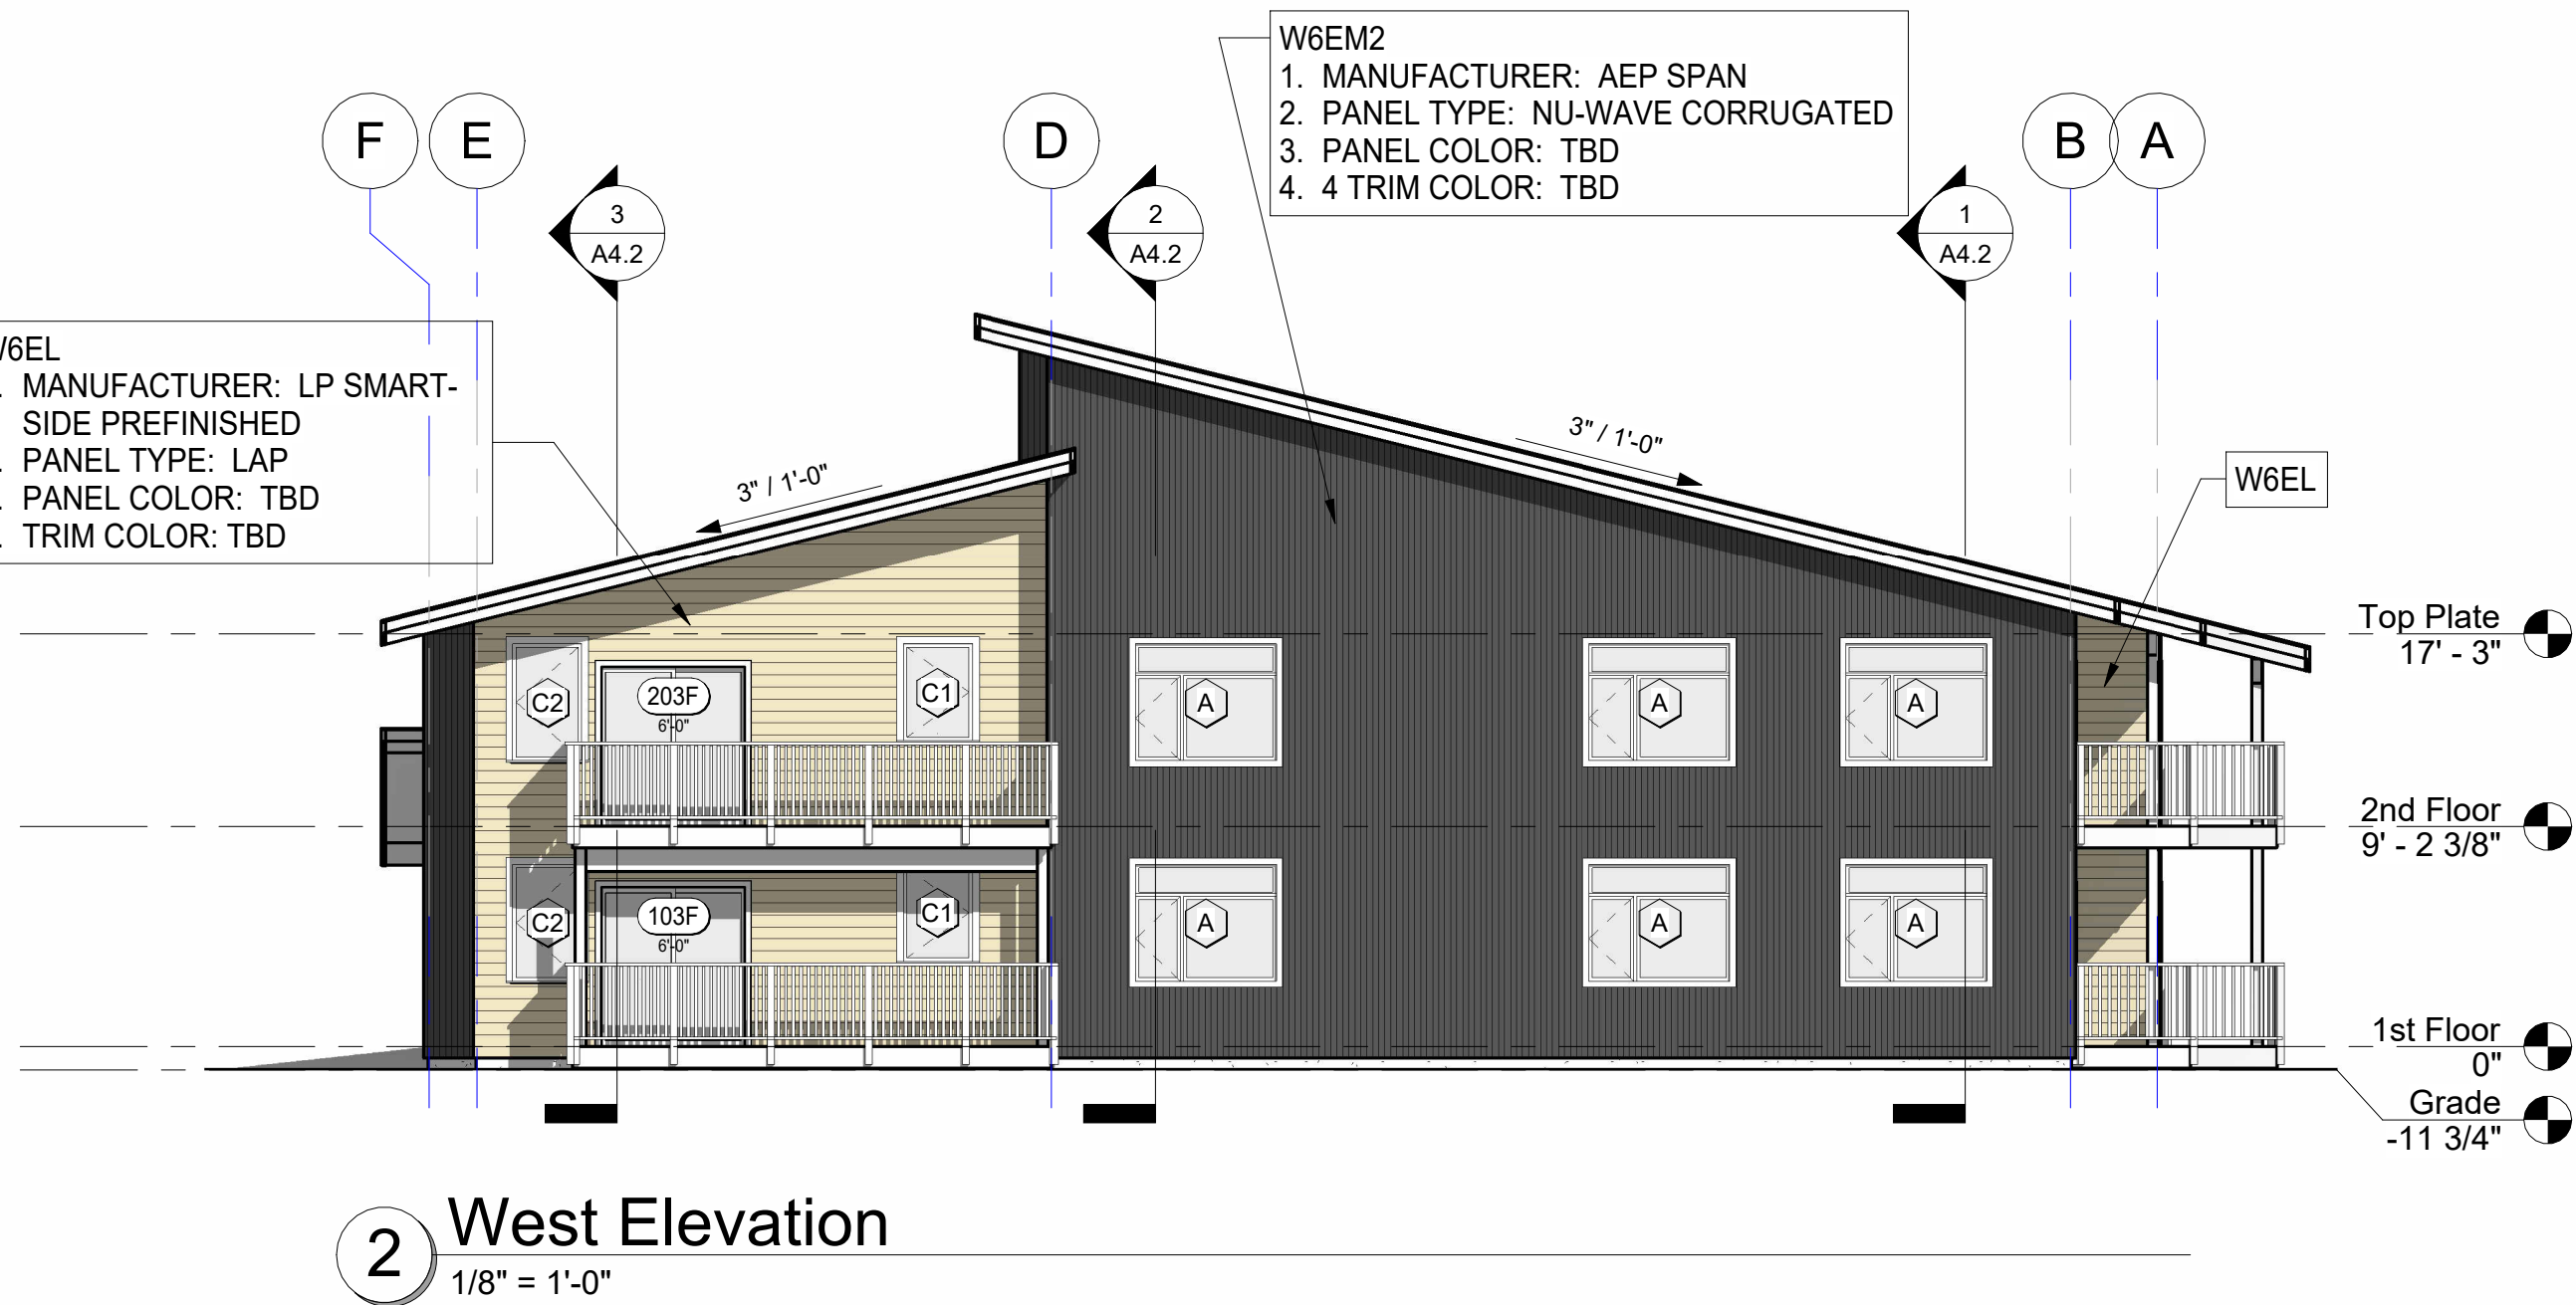 W6EM2
1. MANUFACTURER: AEP SPAN
2. PANEL TYPE: NU-WAVE CORRUGATED
3. PANEL COLOR: TBD
4. 4 TRIM COLOR: TBD
F
E
D
B
A
3
A4.2
2
A4.2
1
A4.2
W6EL
. MANUFACTURER: LP SMART-
SIDE PREFINISHED
. PANEL TYPE: LAP
. PANEL COLOR: TBD
. TRIM COLOR: TBD
3" / 1'-0"
3" / 1'-0"
W6EL
Top Plate
17' - 3"
C2
203F
6'-0"
C1
A
A
A
2nd Floor
9' - 2 3/8"
C2
103F
6'-0"
C1
A
A
A
1st Floor
0"
Grade
-11 3/4"
2
West Elevation
1/8" = 1'-0"